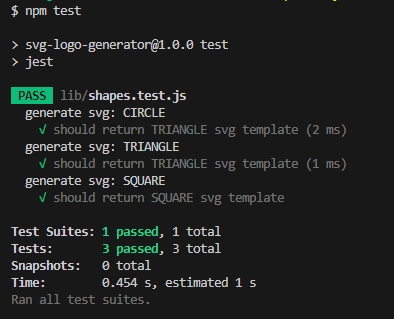 $ npm test
> svg-logo-generator@1.0.0 test
> jest
PASS lib/shapes.test.js
generate svg: CIRCLE
√ should return TRIANGLE svg template (2 ms)
generate svg: TRIANGLE
√ should return TRIANGLE svg template (1 ms)
generate svg: SQUARE
√ should return SQUARE svg template
Test Suites: 1 passed, 1 total
Tests: 3 passed, 3 total
Snapshots: 0 total
Time: 0.454 s, estimated 1 s
Ran all test suites.